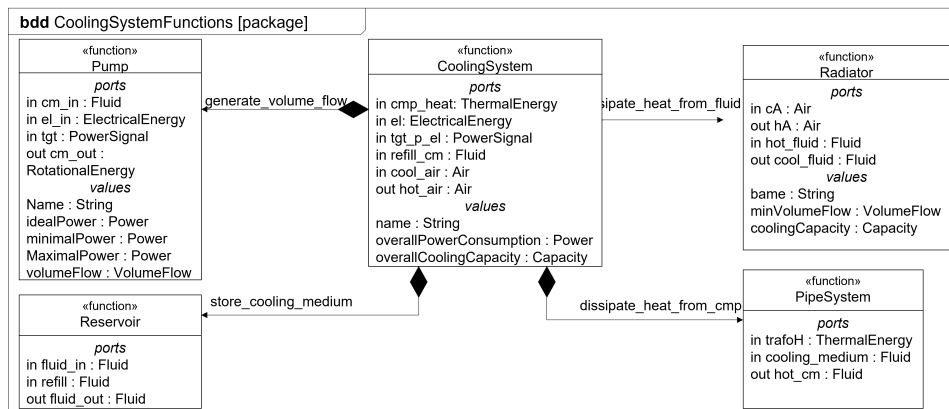 bdd CoolingSystemFunctions [package]
«function»
Pump
ports
in cm_in : Fluid
in el_in : ElectricalEnergy
in tgt : PowerSignal
out cm_out :
RotationalEnergy
values
Name : String
idealPower : Power
minimalPower : Power
MaximalPower : Power
volumeFlow : VolumeFlow
generate_volume_flow
«function»
CoolingSystem
ports
in cmp_heat: ThermalEnergy
in el: ElectricalEnergy
in tgt_p_el : PowerSignal
in refill_cm : Fluid
in cool_air : Air
out hot_air : Air
values
name : String
overallPowerConsumption : Power
overallCoolingCapacity : Capacity
sipate_heat_from_fluid
«function»
Radiator
ports
in cA : Air
out hA : Air
in hot_fluid : Fluid
out cool_fluid : Fluid
values
bame : String
minVolumeFlow : VolumeFlow
coolingCapacity : Capacity
«function»
Reservoir
ports
in fluid_in : Fluid
in refill : Fluid
out fluid_out : Fluid
store_cooling_medium
dissipate_heat_from_cmp
«function»
PipeSystem
ports
in trafoH : ThermalEnergy
in cooling_medium : Fluid
out hot_cm : Fluid